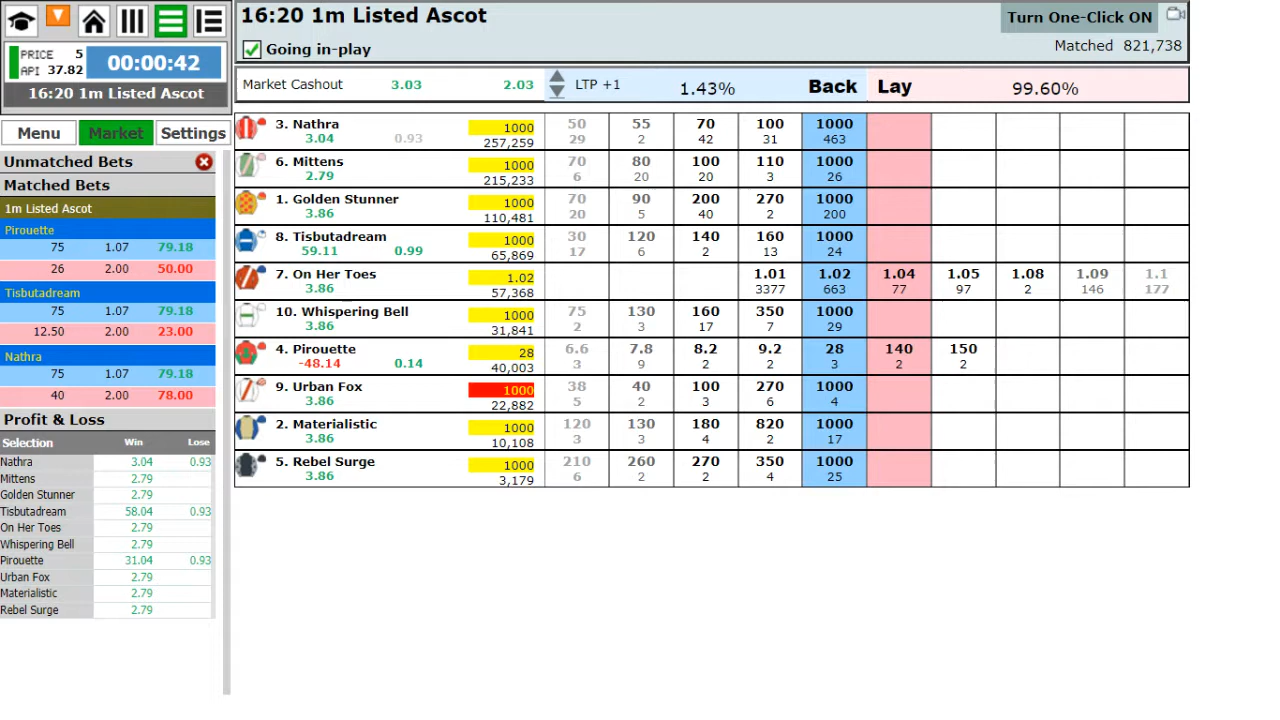 16:20 1m Listed Ascot
Turn One-Click ON
Going in-play
Matched 821,738
PRICE 5
API 37.82
00:00:42
16:20 1m Listed Ascot
Menu Market Settings
Unmatched Bets
Matched Bets
1m Listed Ascot
Pirouette
75 1.07 79.18
26 2.00 50.00
Tisbutadream
75 1.07 79.18
12.50 2.00 23.00
Nathra
75 1.07 79.18
40 2.00 78.00
Profit & Loss
Selection Win Lose
Nathra 3.04 0.93
Mittens 2.79
Golden Stunner 2.79
Tisbutadream 58.04 0.93
On Her Toes 2.79
Whispering Bell 2.79
Pirouette 31.04 0.93
Urban Fox 2.79
Materialistic 2.79
Rebel Surge 2.79
Market Cashout 3.03 2.03 LTP +1 1.43% Back Lay 99.60%
3. Nathra 1000 50 55 70 100 1000
3.04 0.93 257,259 29 2 42 31 463
6. Mittens 1000 70 80 100 110 1000
2.79 215,233 6 20 20 3 26
1. Golden Stunner 1000 70 90 200 270 1000
3.86 110,481 20 5 40 2 200
8. Tisbutadream 1000 30 120 140 160 1000
59.11 0.99 65,869 17 6 2 13 24
7. On Her Toes 1.02 1.01 1.02 1.04 1.05 1.08 1.09 1.1
3.86 57,368 3377 663 77 97 2 146 177
10. Whispering Bell 1000 75 130 160 350 1000
3.86 31,841 2 3 17 7 29
4. Pirouette 28 6.6 7.8 8.2 9.2 28 140 150
-48.14 0.14 40,003 3 9 2 2 3 2 2
9. Urban Fox 1000 38 40 100 270 1000
3.86 22,882 5 2 3 6 4
2. Materialistic 1000 120 130 180 820 1000
3.86 10,108 3 3 4 2 17
5. Rebel Surge 1000 210 260 270 350 1000
3.86 3,179 6 2 2 4 25